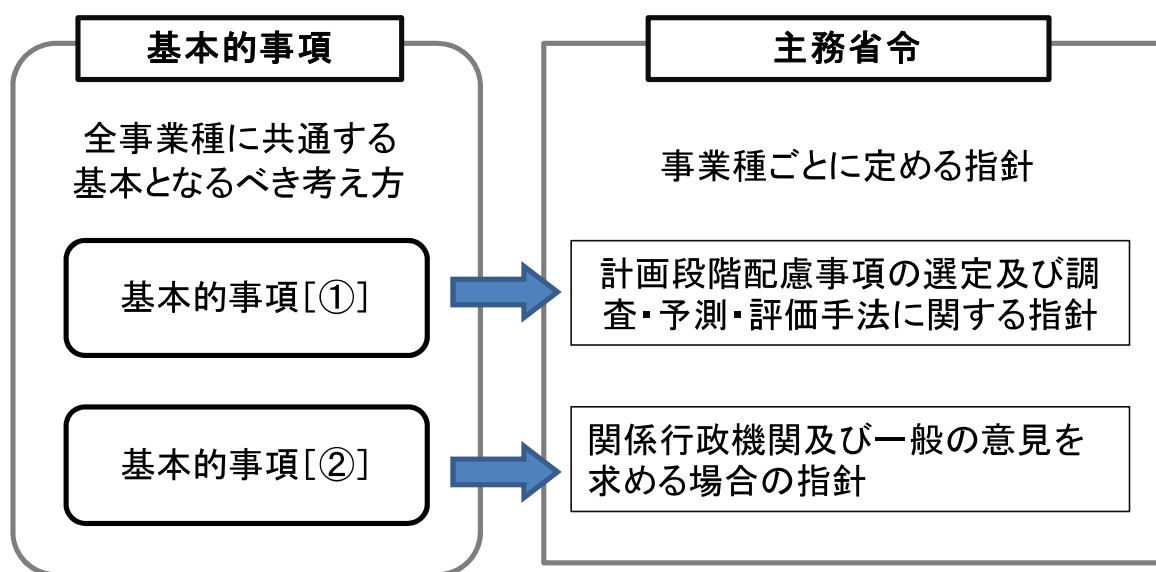 基本的事項
全事業種に共通する
基本となるべき考え方
基本的事項[①]
基本的事項[②]
主務省令
事業種ごとに定める指針
計画段階配慮事項の選定及び調
査・予測・評価手法に関する指針
関係行政機関及び一般の意見を
求める場合の指針